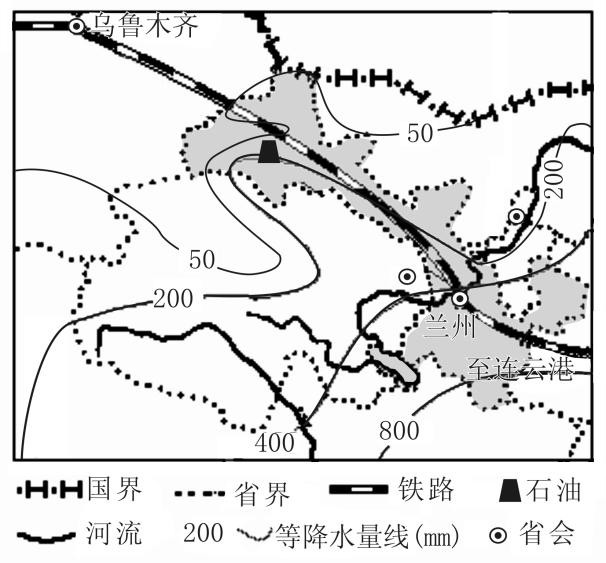 乌鲁木齐
50
200
50
200
兰州
至连云港
400
800
国界
省界
铁路
石油
河流
200
等降水量线(mm)
省会